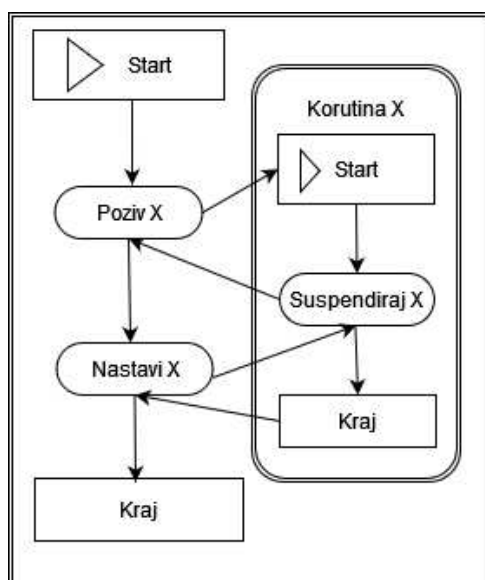 Start
Korutina X
Start
Poziv X
Suspendiraj X
Nastavi X
Kraj
Kraj